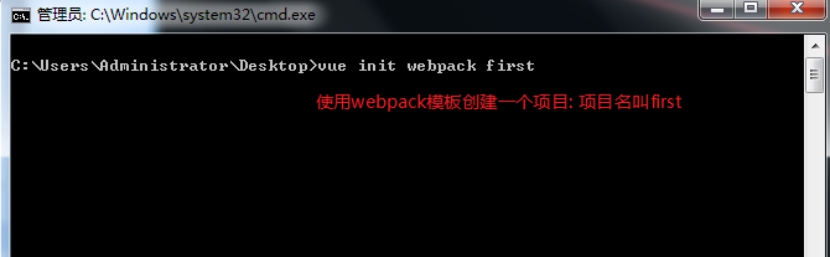 管理员: C:\Windows\system32\cmd.exe
C:\Users\Administrator\Desktop>vue init webpack first
使用webpack模板创建一个项目: 项目名叫first